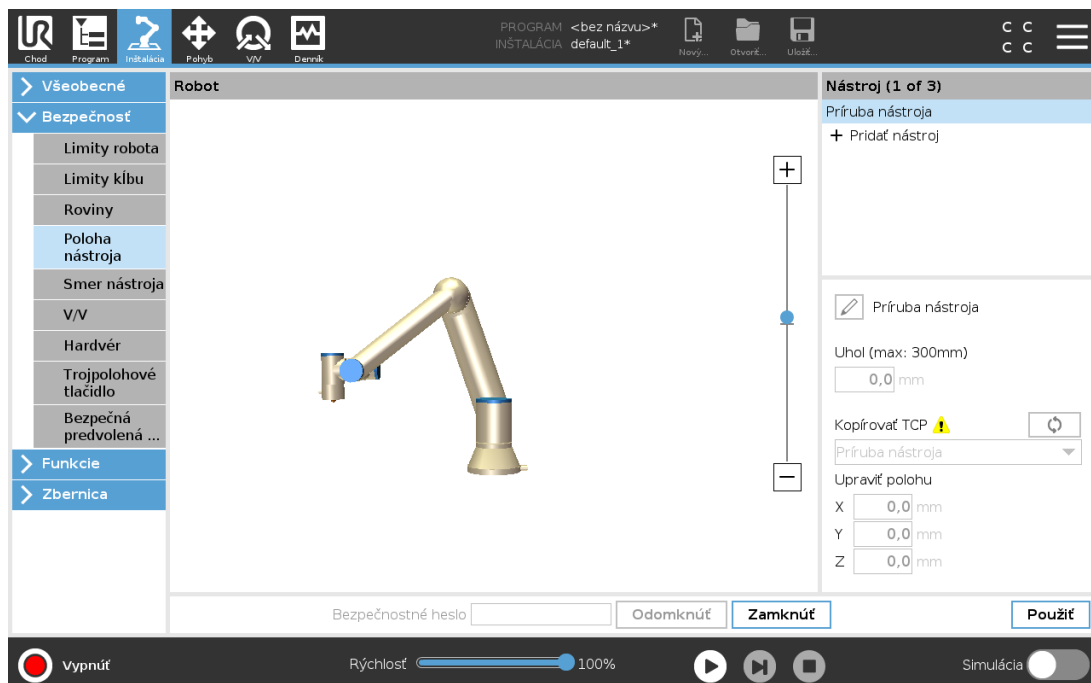 PROGRAM <bez názvu>*
INŠTALÁCIA default_1*
Chod
Program
Inštalácia
Pohyb
V/V
Denník
Nový...
Otvoriť...
Uložiť...
C C
C C
Všeobecné
Bezpečnosť
Limity robota
Limity kĺbu
Roviny
Poloha
nástroja
Smer nástroja
V/V
Hardvér
Trojpolohové
tlačidlo
Bezpečná
predvolená ...
Funkcie
Zbernica
Robot
Nástroj (1 of 3)
Príruba nástroja
+ Pridať nástroj
Príruba nástroja
Uhol (max: 300mm)
0,0 mm
Kopírovať TCP
Príruba nástroja
Upraviť polohu
X 0,0 mm
Y 0,0 mm
Z 0,0 mm
Bezpečnostné heslo
Odomknúť
Zamknúť
Použiť
Vypnúť
Rýchlosť 100%
Simulácia